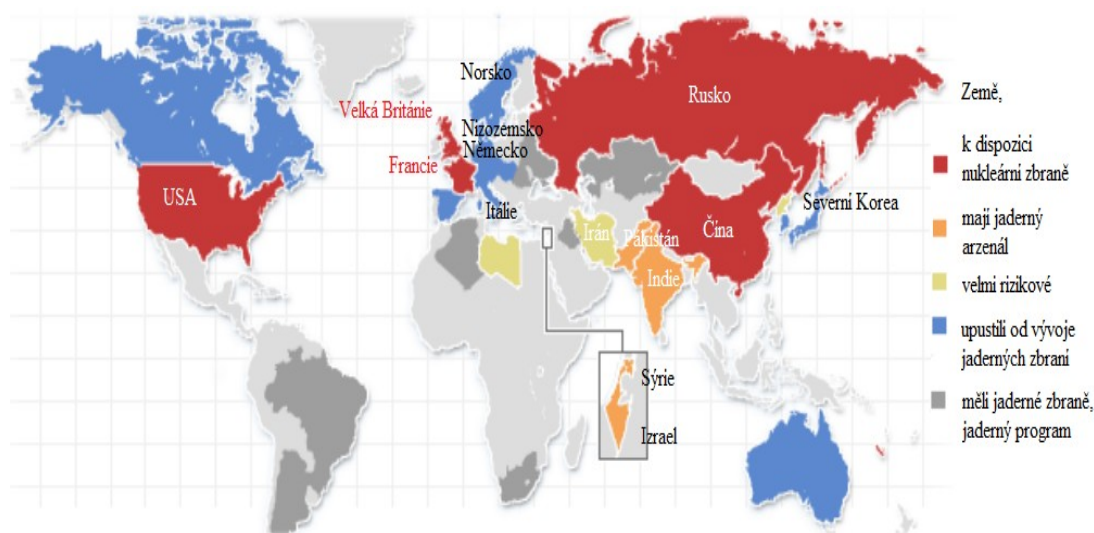 Norsko
Rusko
Velká Británie
Nizozemsko
Německo
Francie
USA
Itálie
Severní Korea
Irán
Pákistán
Čína
Indie
Sýrie
Izrael
Země,
k dispozici
nukleární zbraně
mají jaderný
arzenál
velmi rizikové
upustili od vývoje
jaderných zbraní
měli jaderné zbraně,
jaderný program